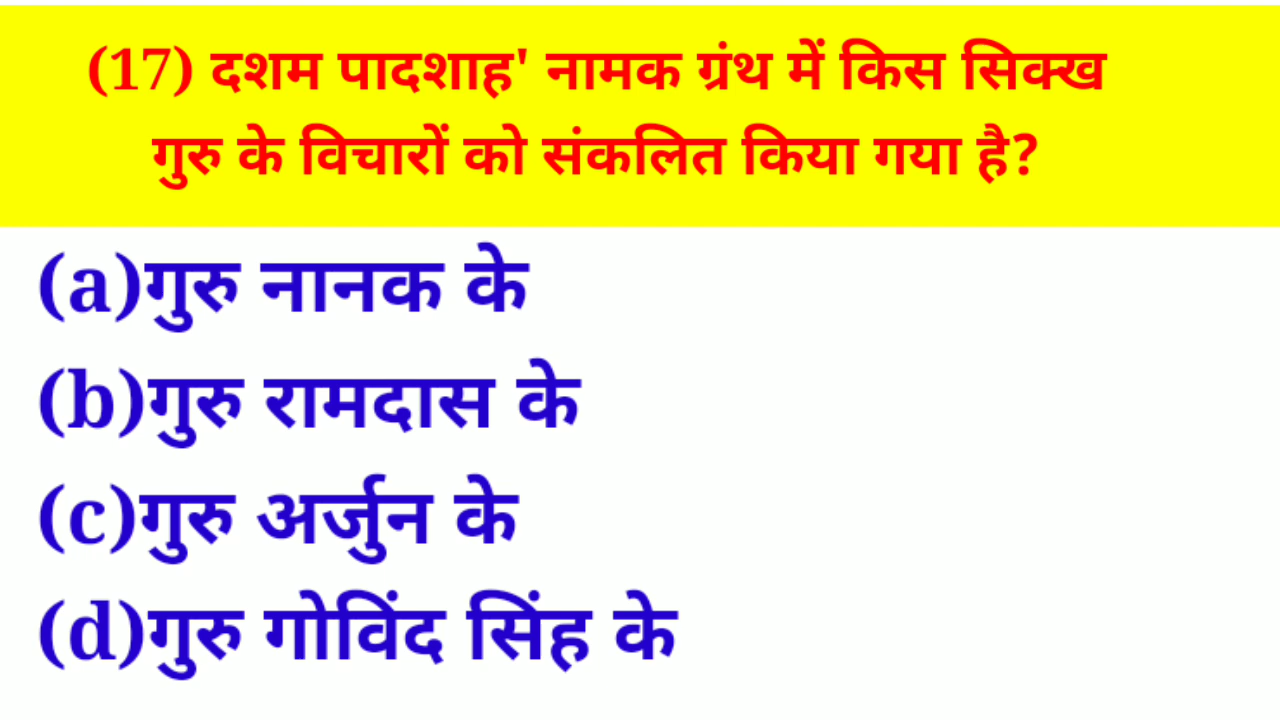 (17) दशम पादशाह' नामक ग्रंथ में किस सिक्ख
गुरु के विचारों को संकलित किया गया है?
(a)गुरु नानक के
(b)गुरु रामदास के
(c)गुरु अर्जुन के
(d)गुरु गोविंद सिंह के